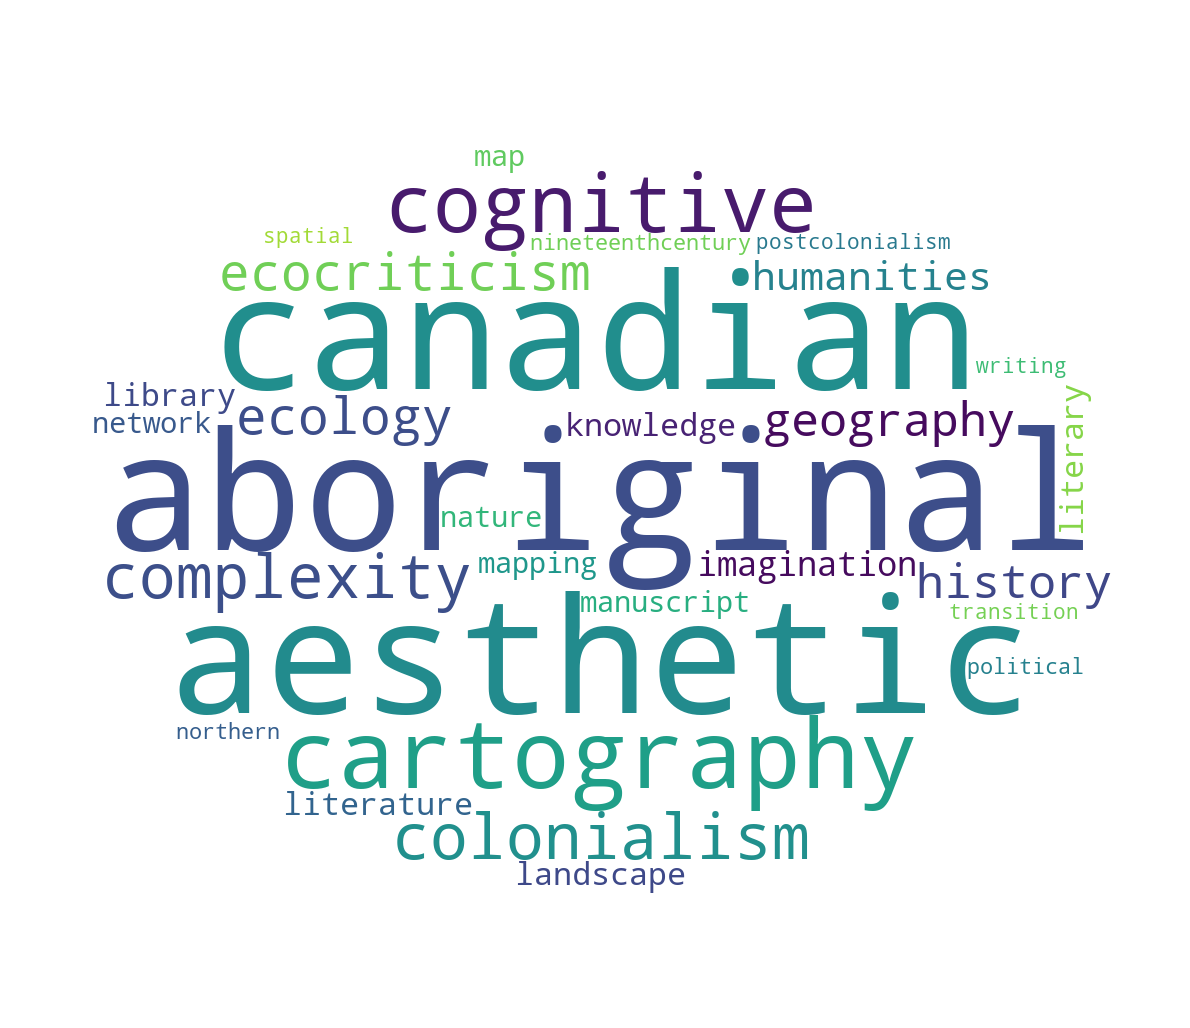 map
cognitive
spatial
nineteenthcentury
postcolonialism
ecocriticism
humanities
canadian
writing
library
literary
network
ecology
knowledge
geography
aboriginal
nature
mapping
imagination
complexity
history
manuscript
transition
aesthetic
political
northern
cartography
literature
colonialism
landscape